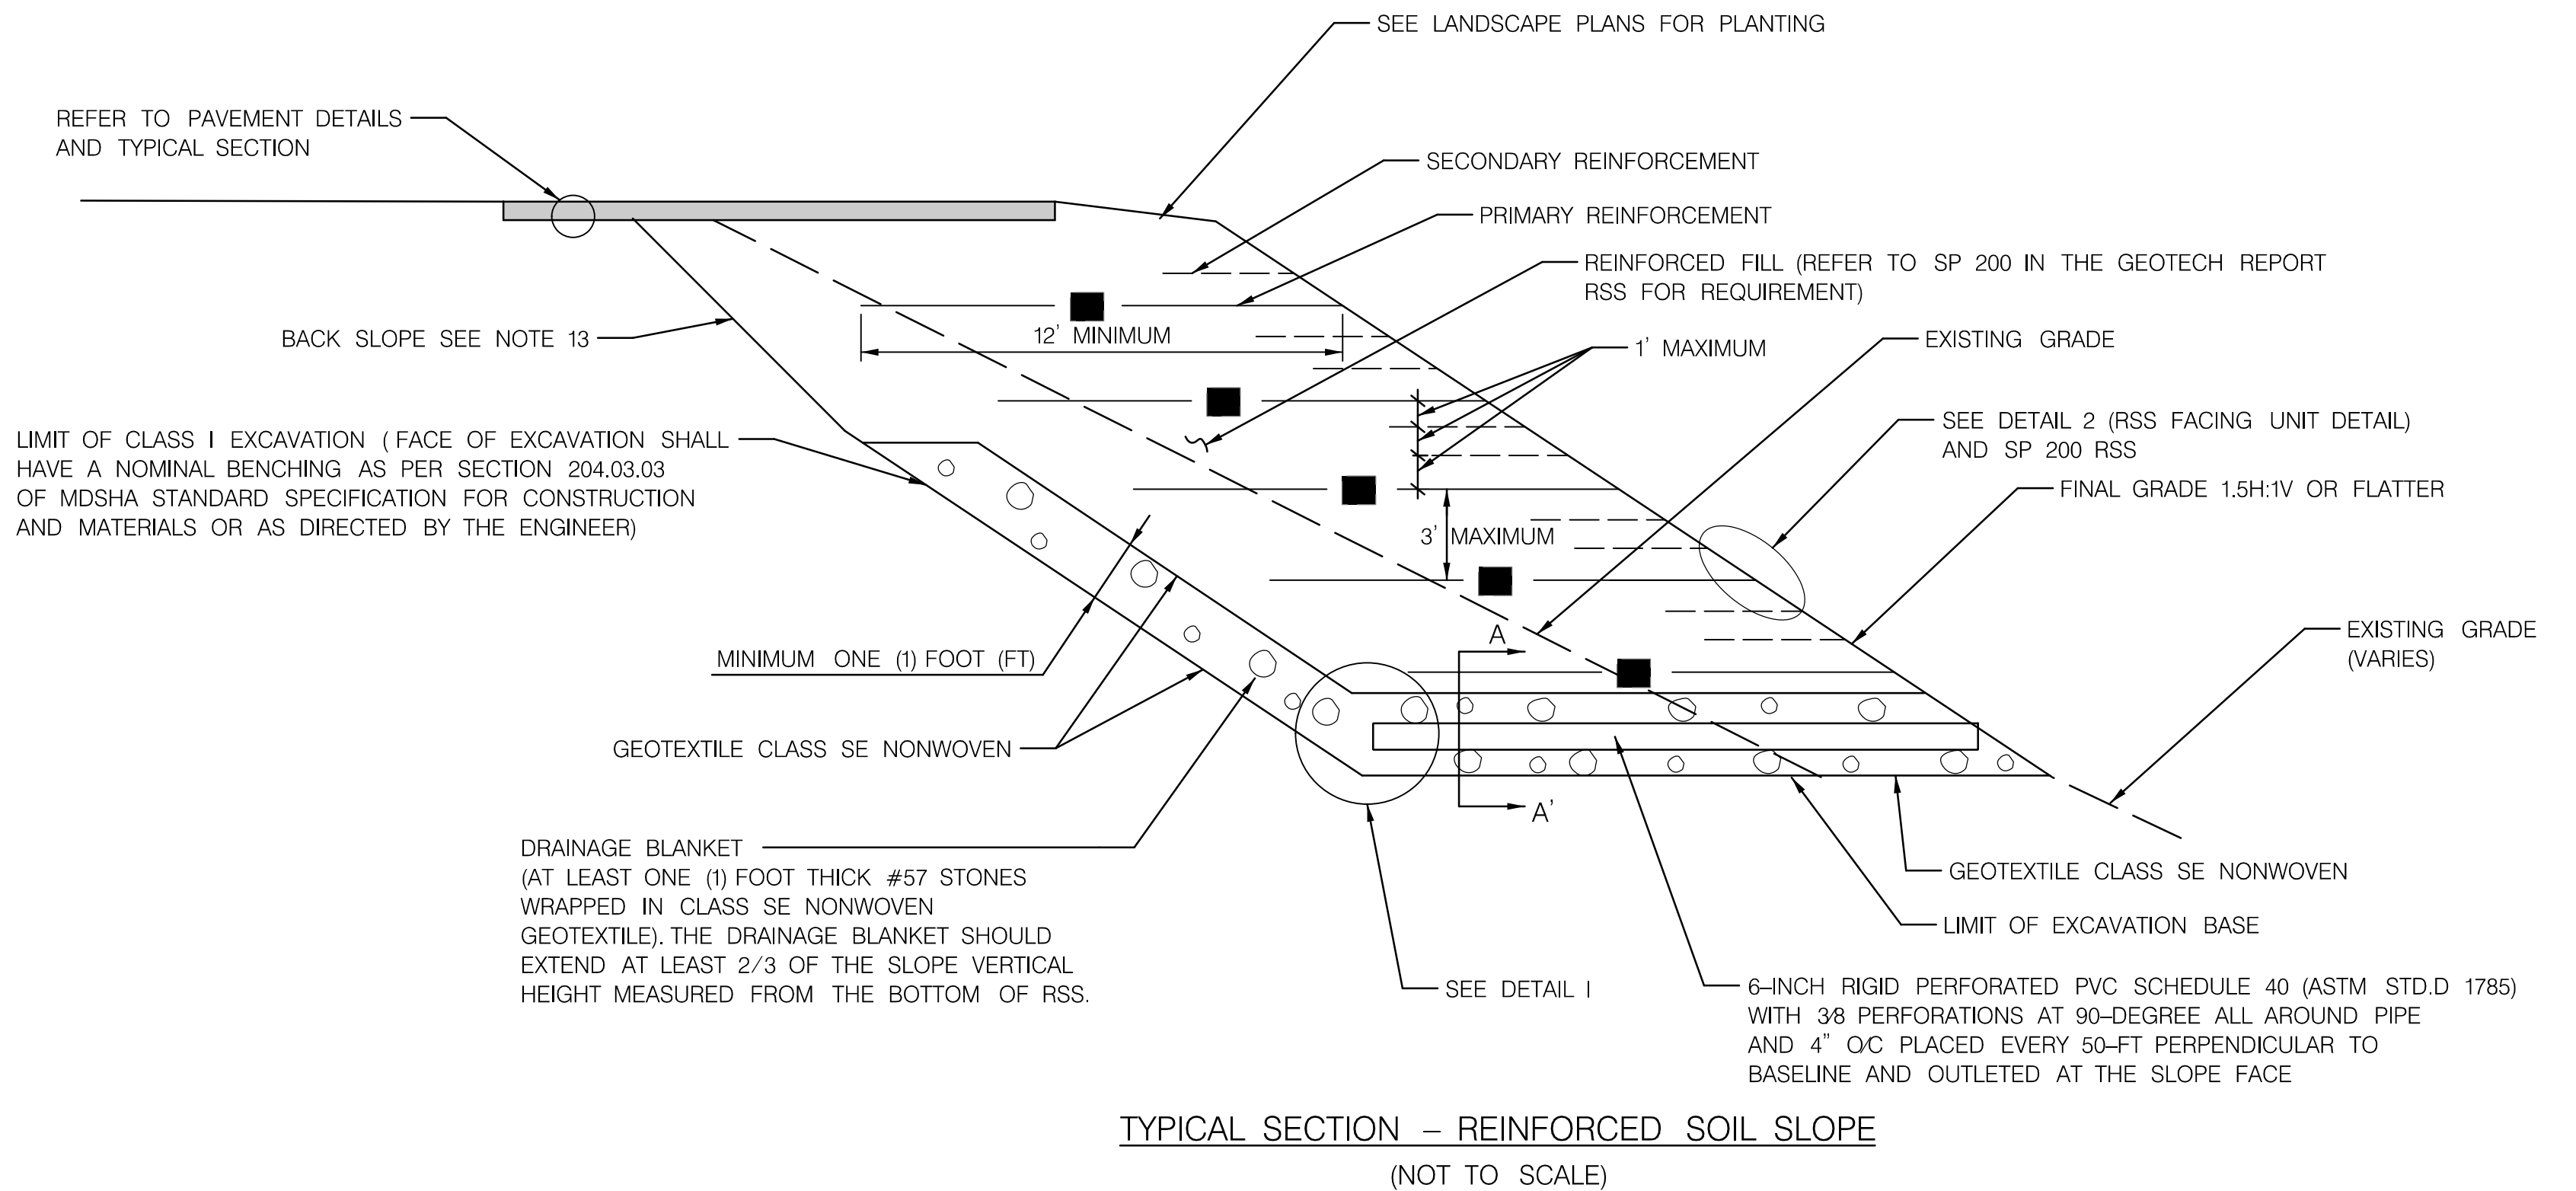 SEE LANDSCAPE PLANS FOR PLANTING
REFER TO PAVEMENT DETAILS
AND TYPICAL SECTION
SECONDARY REINFORCEMENT
PRIMARY REINFORCEMENT
REINFORCED FILL (REFER TO SP 200 IN THE GEOTECH REPORT
RSS FOR REQUIREMENT)
12' MINIMUM
BACK SLOPE SEE NOTE 13
1' MAXIMUM
EXISTING GRADE
SEE DETAIL 2 (RSS FACING UNIT DETAIL)
AND SP 200 RSS
LIMIT OF CLASS I EXCAVATION (FACE OF EXCAVATION SHALL
HAVE A NOMINAL BENCHING AS PER SECTION 204.03.03
OF MDSHA STANDARD SPECIFICATION FOR CONSTRUCTION
AND MATERIALS OR AS DIRECTED BY THE ENGINEER)
FINAL GRADE 1.5H:1V OR FLATTER
3' MAXIMUM
A
EXISTING GRADE
(VARIES)
MINIMUM ONE (1) FOOT (FT)
GEOTEXTILE CLASS SE NONWOVEN
A'
DRAINAGE BLANKET
(AT LEAST ONE (1) FOOT THICK #57 STONES
WRAPPED IN CLASS SE NONWOVEN
GEOTEXTILE). THE DRAINAGE BLANKET SHOULD
EXTEND AT LEAST 2/3 OF THE SLOPE VERTICAL
HEIGHT MEASURED FROM THE BOTTOM OF RSS.
GEOTEXTILE CLASS SE NONWOVEN
LIMIT OF EXCAVATION BASE
SEE DETAIL I
6-INCH RIGID PERFORATED PVC SCHEDULE 40 (ASTM STD.D 1785)
WITH 3/8 PERFORATIONS AT 90-DEGREE ALL AROUND PIPE
AND 4" O/C PLACED EVERY 50-FT PERPENDICULAR TO
BASELINE AND OUTLETED AT THE SLOPE FACE
TYPICAL SECTION - REINFORCED SOIL SLOPE
(NOT TO SCALE)